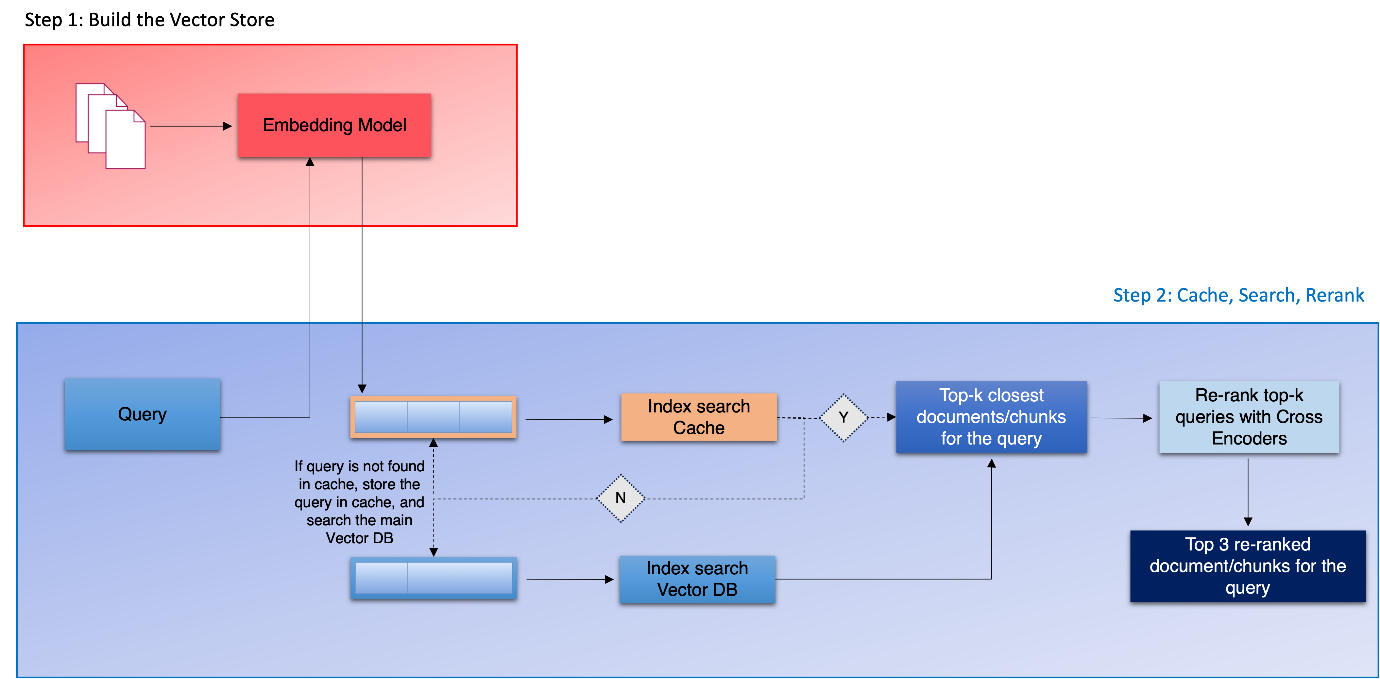 Step 1: Build the Vector Store
Embedding Model
Step 2: Cache, Search, Rerank
Query
Index search
Cache
Y
Top-k closest
documents/chunks
for the query
Re-rank top-k
queries with Cross
Encoders
If query is not found
in cache, store the
query in cache, and
search the main
Vector DB
N
Index search
Vector DB
Top 3 re-ranked
document/chunks for the
query